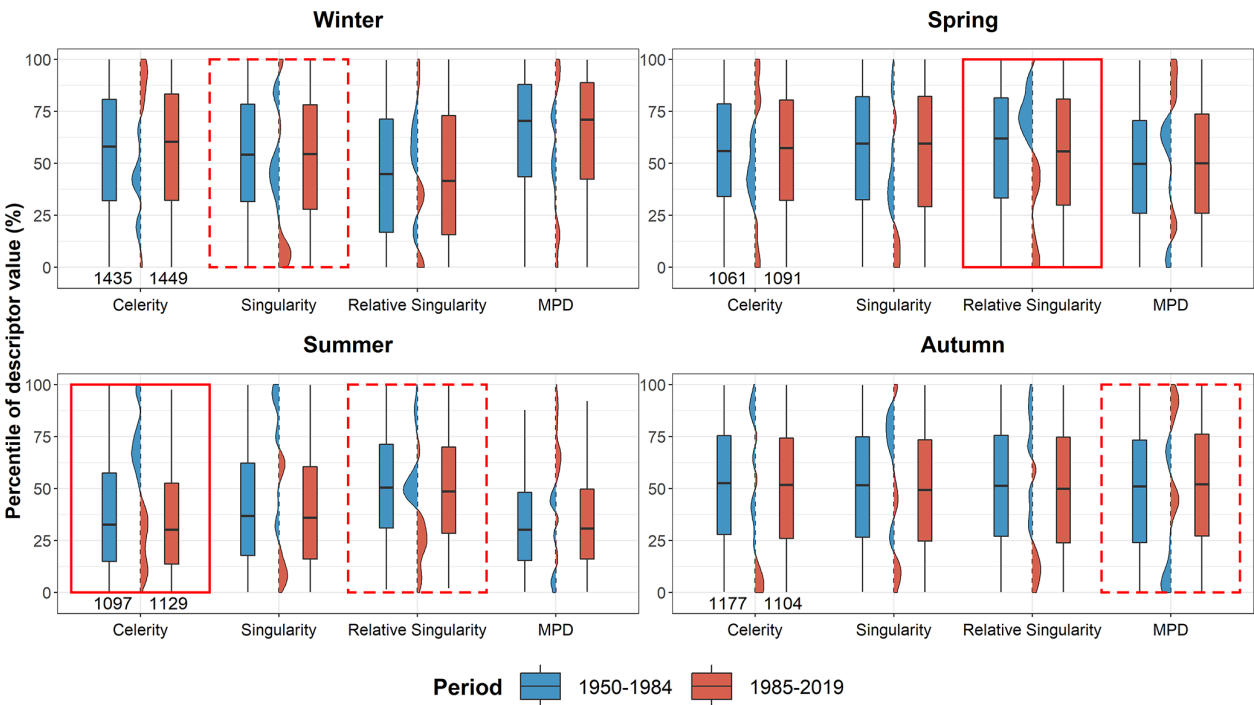 Winter
Spring
100
75
50
25
0
1435 1449
Celerity Singularity Relative Singularity MPD
100
75
50
25
0
1061 1091
Celerity Singularity Relative Singularity MPD
Percentile of descriptor value (%)
Summer
Autumn
100
75
50
25
0
1097 1129
Celerity Singularity Relative Singularity MPD
100
75
50
25
0
1177 1104
Celerity Singularity Relative Singularity MPD
Period 1950-1984 1985-2019